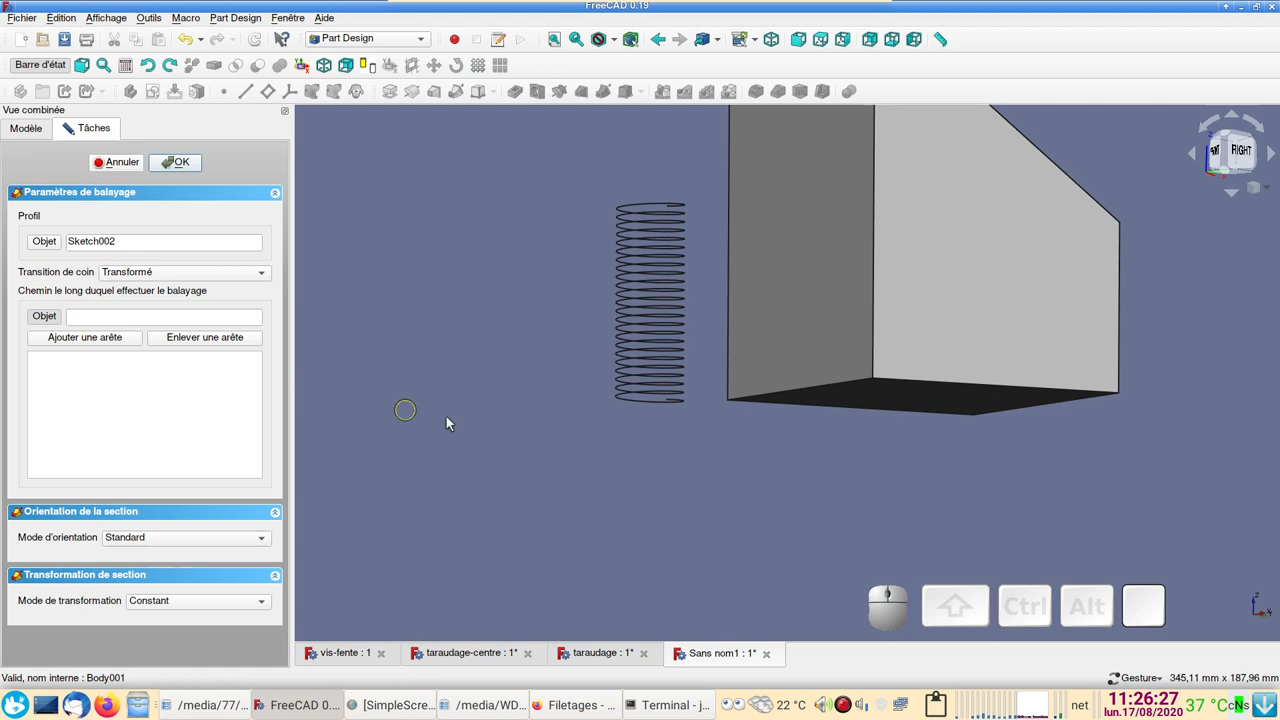 FreeCAD 0.19
Fichier Édition Affichage Outils Macro Part Design Fenêtre Aide
Part Design
Barre d'état
Vue combinée
Modèle Tâches
Annuler OK
Paramètres de balayage
Profil
Objet Sketch002
Transition de coin Transformé
Chemin le long duquel effectuer le balayage
Objet
Ajouter une arête Enlever une arête
Orientation de la section
Mode d'orientation Standard
Transformation de section
Mode de transformation Constant
RIGHT
Z
Ctrl Alt
Z
X
vis-fente : 1 taraudage-centre : 1* taraudage : 1* Sans nom1 : 1*
Valid, nom interne : Body001 Gesture 345,11 mm x 187,96 mm
/media/77/... FreeCAD 0.... [SimpleScre... /media/WD... Filetages - ... Terminal - j... 22 °C net 11:26:27 37 °C
lun.17/08/2020